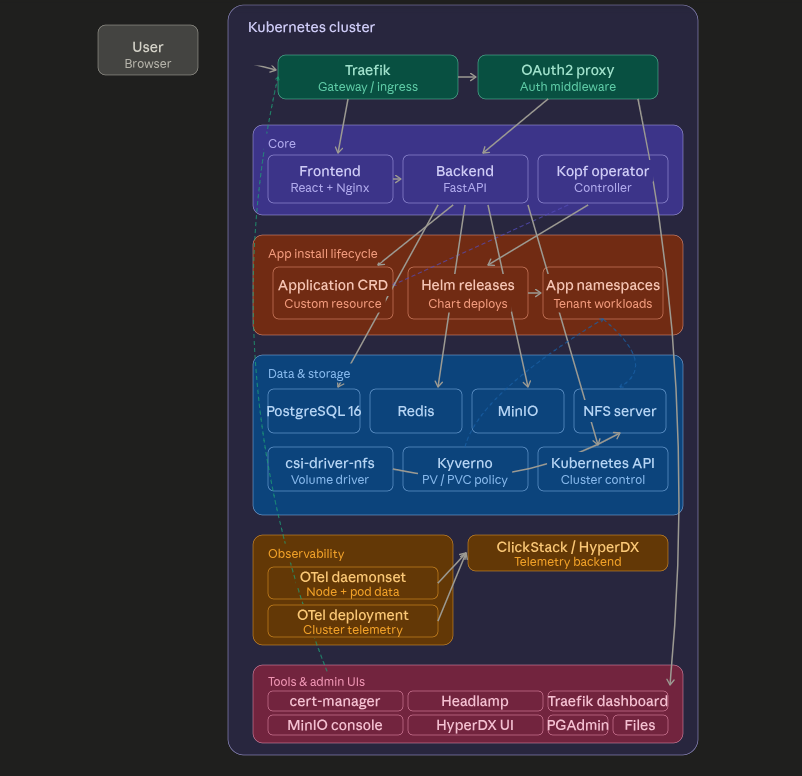 Kubernetes cluster
User
Browser
Traefik
Gateway / ingress
OAuth2 proxy
Auth middleware
Core
Frontend
React + Nginx
Backend
FastAPI
Kopf operator
Controller
App install lifecycle
Application CRD
Custom resource
Helm releases
Chart deploys
App namespaces
Tenant workloads
Data & storage
PostgreSQL 16
Redis
MinIO
NFS server
csi-driver-nfs
Volume driver
Kyverno
PV / PVC policy
Kubernetes API
Cluster control
Observability
OTel daemonset
Node + pod data
OTel deployment
Cluster telemetry
ClickStack / HyperDX
Telemetry backend
Tools & admin UIs
cert-manager
Headlamp
Traefik dashboard
MinIO console
HyperDX UI
PGAdmin
Files